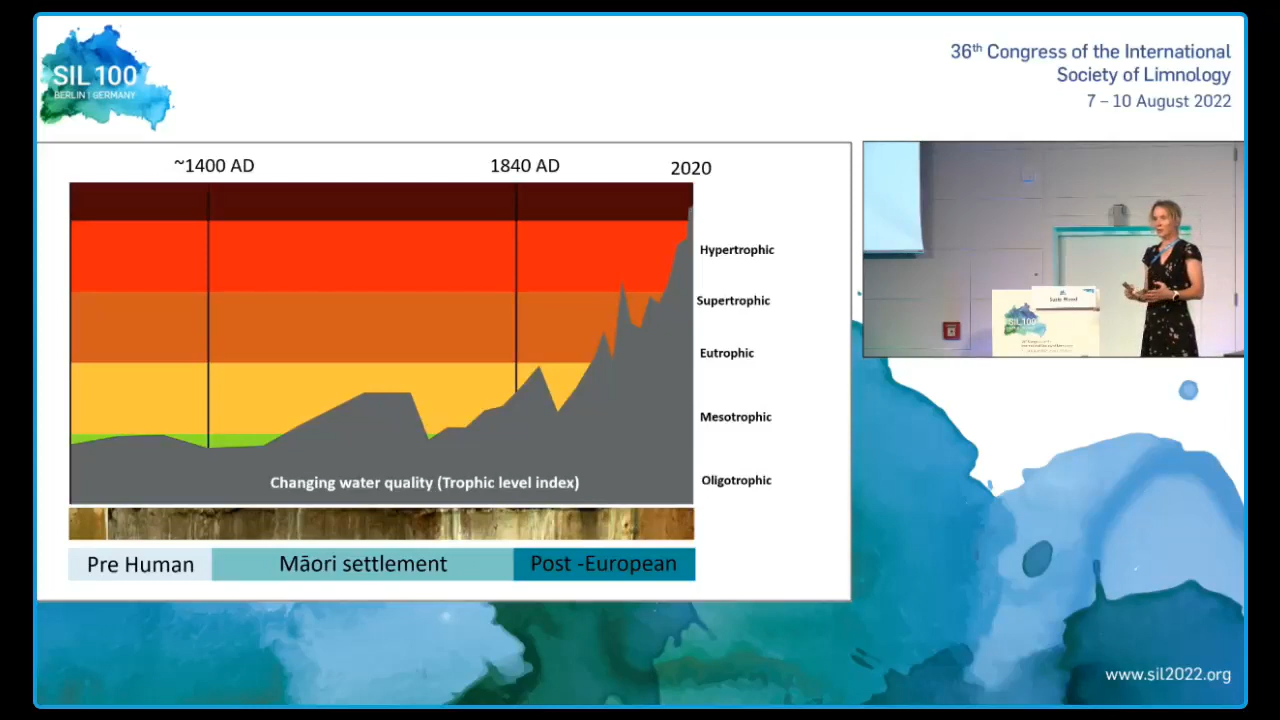 SIL 100
BERLIN | GERMANY
36th Congress of the International
Society of Limnology
7 – 10 August 2022
~1400 AD
1840 AD
2020
Hypertrophic
Supertrophic
Eutrophic
Mesotrophic
Oligotrophic
Changing water quality (Trophic level index)
Pre Human
Māori settlement
Post -European
SIL 100
www.sil2022.org